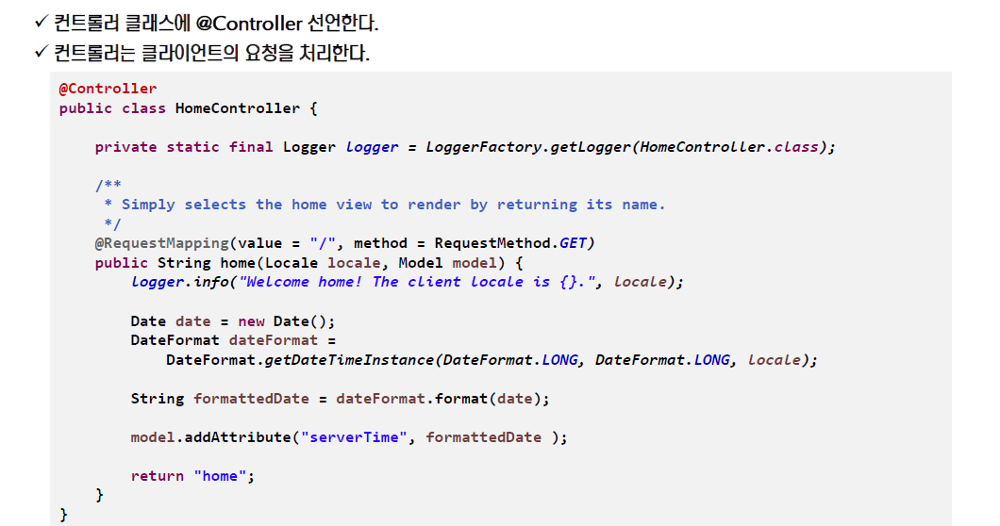 ✓ 컨트롤러 클래스에 @Controller 선언한다.
✓ 컨트롤러는 클라이언트의 요청을 처리한다.
@Controller
public class HomeController {
private static final Logger logger = LoggerFactory.getLogger(HomeController.class);
/**
* Simply selects the home view to render by returning its name.
*/
@RequestMapping(value = "/", method = RequestMethod.GET)
public String home(Locale locale, Model model) {
logger.info("Welcome home! The client locale is {}.", locale);
Date date = new Date();
DateFormat dateFormat =
DateFormat.getDateTimeInstance(DateFormat.LONG, DateFormat.LONG, locale);
String formattedDate = dateFormat.format(date);
model.addAttribute("serverTime", formattedDate );
return "home";
}
}